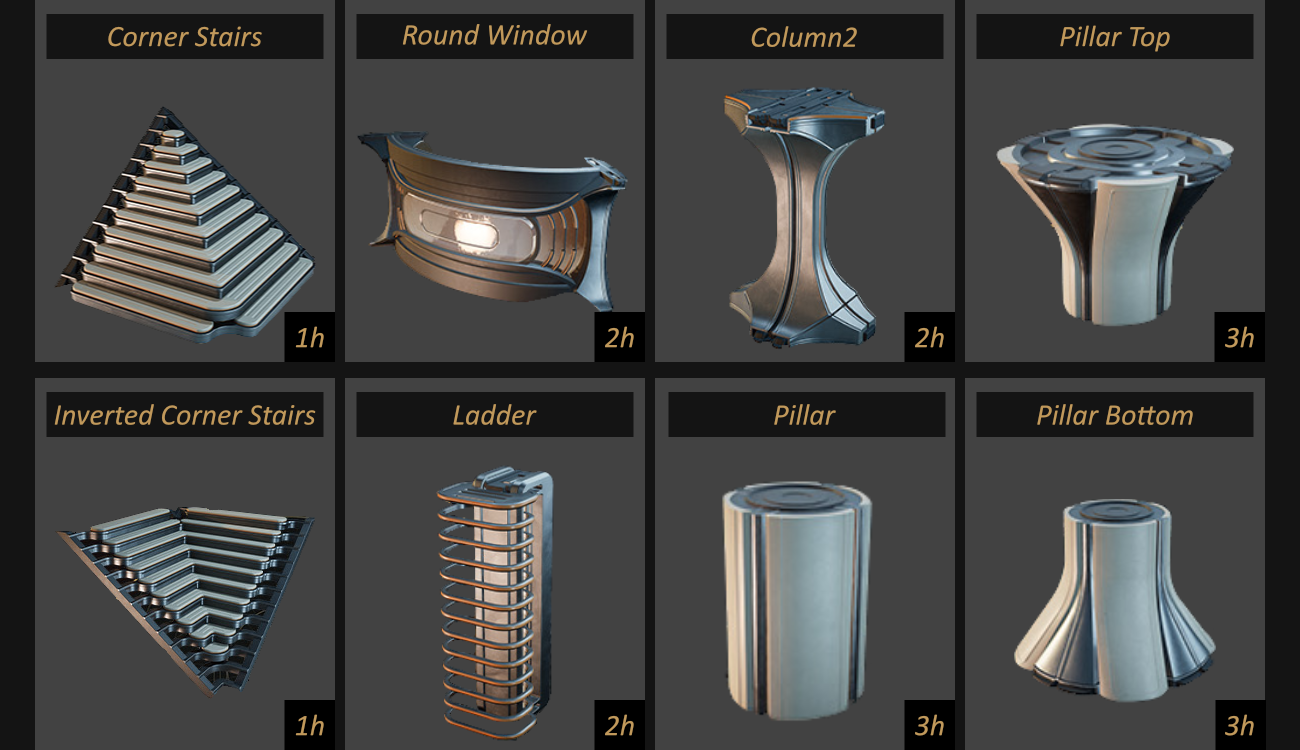 Corner Stairs
Round Window
Column2
Pillar Top
1h
2h
2h
3h
Inverted Corner Stairs
Ladder
Pillar
Pillar Bottom
1h
2h
3h
3h